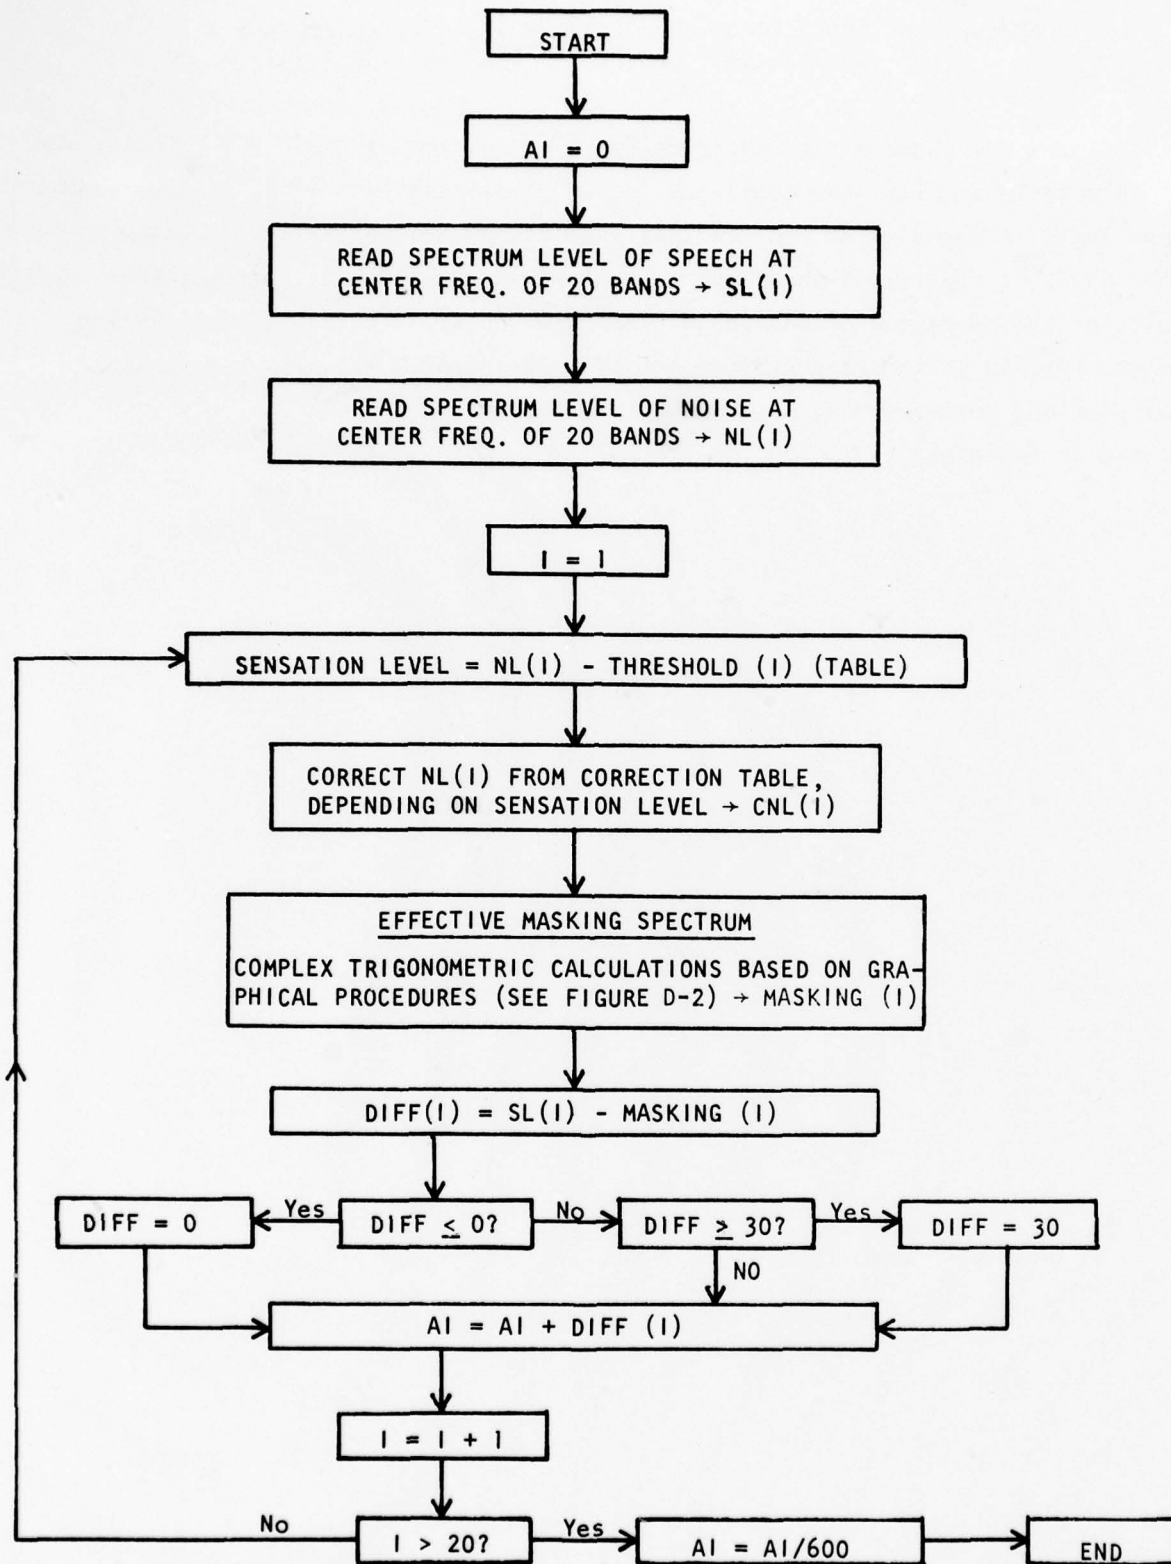 START
AI = 0
READ SPECTRUM LEVEL OF SPEECH AT
CENTER FREQ. OF 20 BANDS → SL(I)
READ SPECTRUM LEVEL OF NOISE AT
CENTER FREQ. OF 20 BANDS → NL(I)
I = 1
SENSATION LEVEL = NL(I) - THRESHOLD (I) (TABLE)
CORRECT NL(I) FROM CORRECTION TABLE,
DEPENDING ON SENSATION LEVEL → CNL(I)
EFFECTIVE MASKING SPECTRUM
COMPLEX TRIGONOMETRIC CALCULATIONS BASED ON GRA-
PHICAL PROCEDURES (SEE FIGURE D-2) → MASKING (I)
DIFF(I) = SL(I) - MASKING (I)
DIFF = 0
Yes
DIFF ≤ 0?
No
DIFF ≥ 30?
Yes
DIFF = 30
NO
AI = AI + DIFF (I)
I = I + 1
No
I > 20?
Yes
AI = AI/600
END